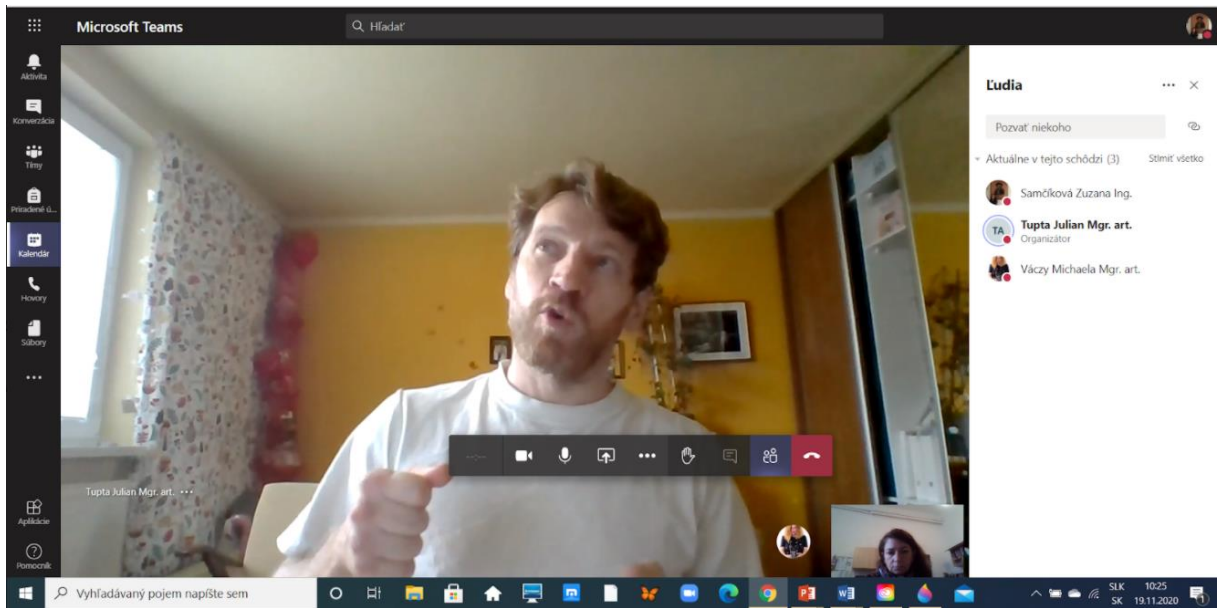 Microsoft Teams
Hľadať
Aktivita
Konverzácia
Tímy
Priradené ú...
Kalendár
Hovory
Súbory
Aplikácie
Pomocník
Tupta Julian Mgr. art.
Ľudia
Pozvať niekoho
Aktuálne v tejto schôdzi (3) Stlmiť všetko
Samčíková Zuzana Ing.
TA
Tupta Julian Mgr. art.
Organizátor
Váczy Michaela Mgr. art.
Vyhľadávaný pojem napíšte sem
SLK 10:25
SK 19.11.2020